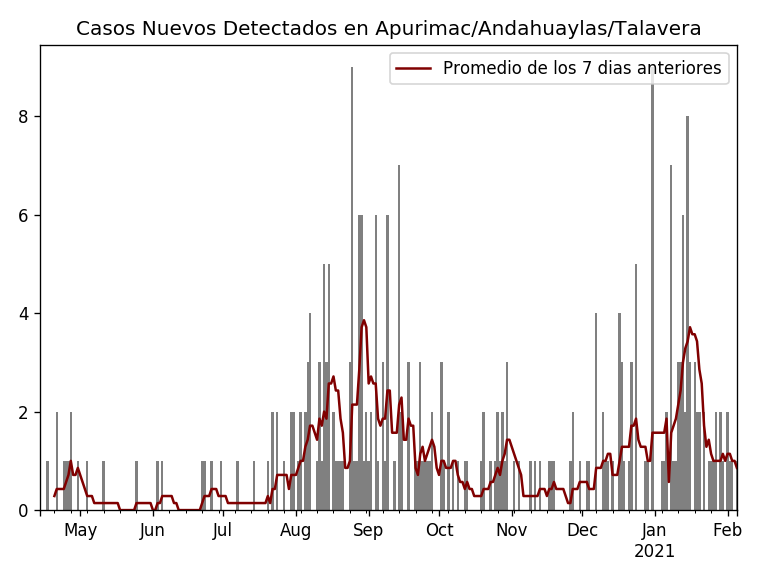 Casos Nuevos Detectados en Apurimac/Andahuaylas/Talavera
Promedio de los 7 dias anteriores
8
6
4
2
0
May Jun Jul Aug Sep Oct Nov Dec Jan Feb
2021